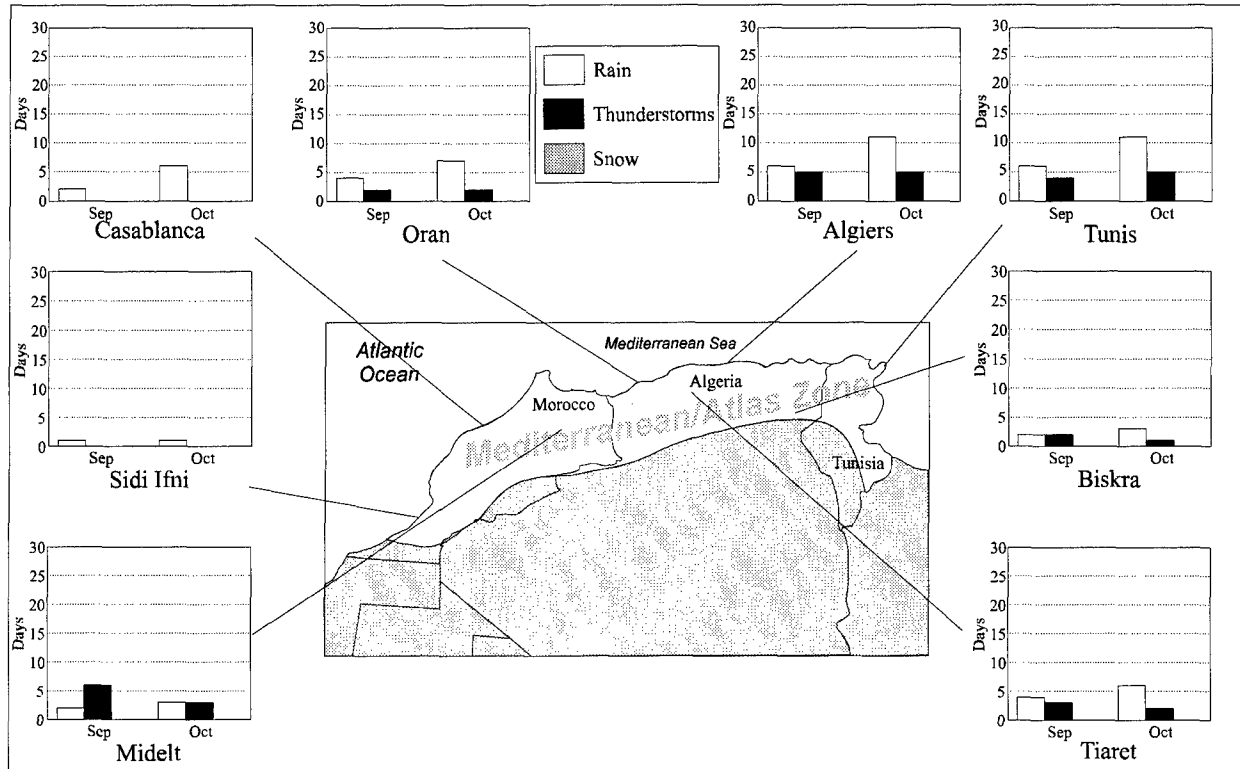 30
25
20
15
10
5
0
Days
Sep
Oct
Casablanca
30
25
20
15
10
5
0
Days
Sep
Oct
Oran
Rain
Thunderstorms
Snow
30
25
20
15
10
5
0
Days
Sep
Oct
Algiers
30
25
20
15
10
5
0
Days
Sep
Oct
Tunis
30
25
20
15
10
5
0
Days
Sep
Oct
Sidi Ifni
Atlantic
Ocean
Mediterranean Sea
Morocco
Algeria
Tunisia
Mediterranean/Atlas Zone
30
25
20
15
10
5
0
Days
Sep
Oct
Biskra
30
25
20
15
10
5
0
Days
Sep
Oct
Midelt
30
25
20
15
10
5
0
Days
Sep
Oct
Tiaret